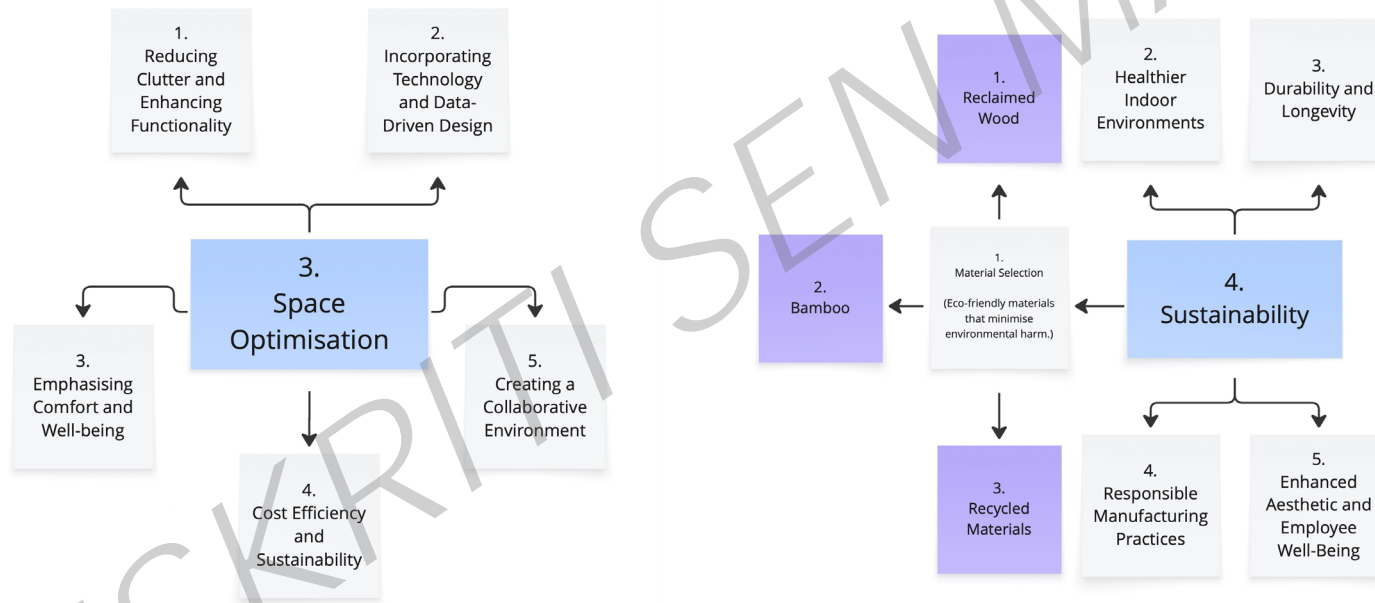 1.
Reducing
Clutter and
Enhancing
Functionality
2.
Incorporating
Technology
and Data-
Driven Design
3.
Space
Optimisation
3.
Emphasising
Comfort and
Well-being
4.
Cost Efficiency
and
Sustainability
5.
Creating a
Collaborative
Environment
1.
Reclaimed
Wood
2.
Healthier
Indoor
Environments
3.
Durability and
Longevity
2.
Bamboo
1.
Material Selection
(Eco-friendly materials
that minimise
environmental harm.)
4.
Sustainability
3.
Recycled
Materials
4.
Responsible
Manufacturing
Practices
5.
Enhanced
Aesthetic and
Employee
Well-Being
CKRITI SEN